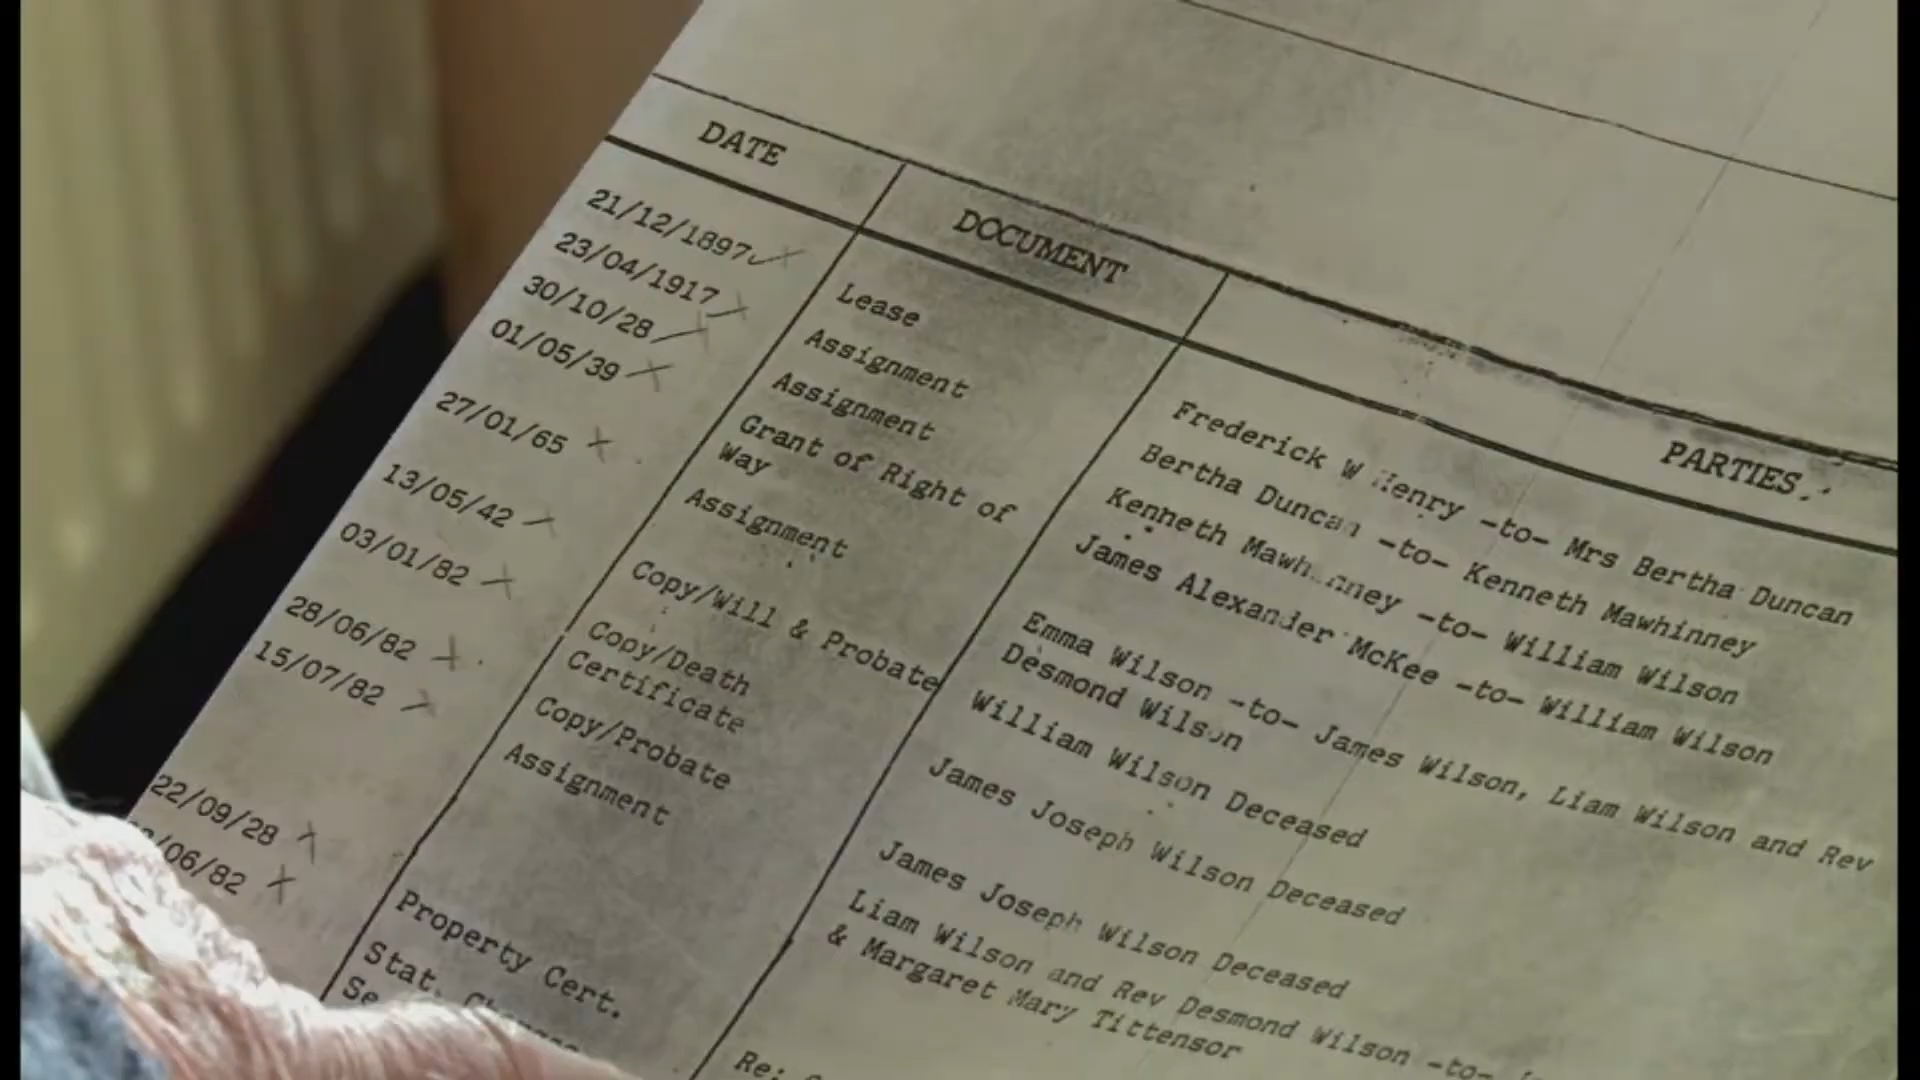 DATE DOCUMENT PARTIES
21/12/1897 Lease Frederick W Henry -to- Mrs Bertha Duncan
23/04/1917 Assignment Bertha Duncan -to- Kenneth Mawhinney
30/10/28 Assignment Kenneth Mawhinney -to- William Wilson
01/05/39 Grant of Right of James Alexander McKee -to- William Wilson
Way
27/01/65 Assignment Emma Wilson -to- James Wilson, Liam Wilson and Rev
Desmond Wilson
13/05/42 Copy/Will & Probate William Wilson Deceased
03/01/82 Copy/Death James Joseph Wilson Deceased
Certificate
28/06/82 Copy/Probate James Joseph Wilson Deceased
15/07/82 Assignment Liam Wilson and Rev Desmond Wilson -to-
& Margaret Mary Tittensor
22/09/28 Property Cert. Re:
/06/82 Stat.